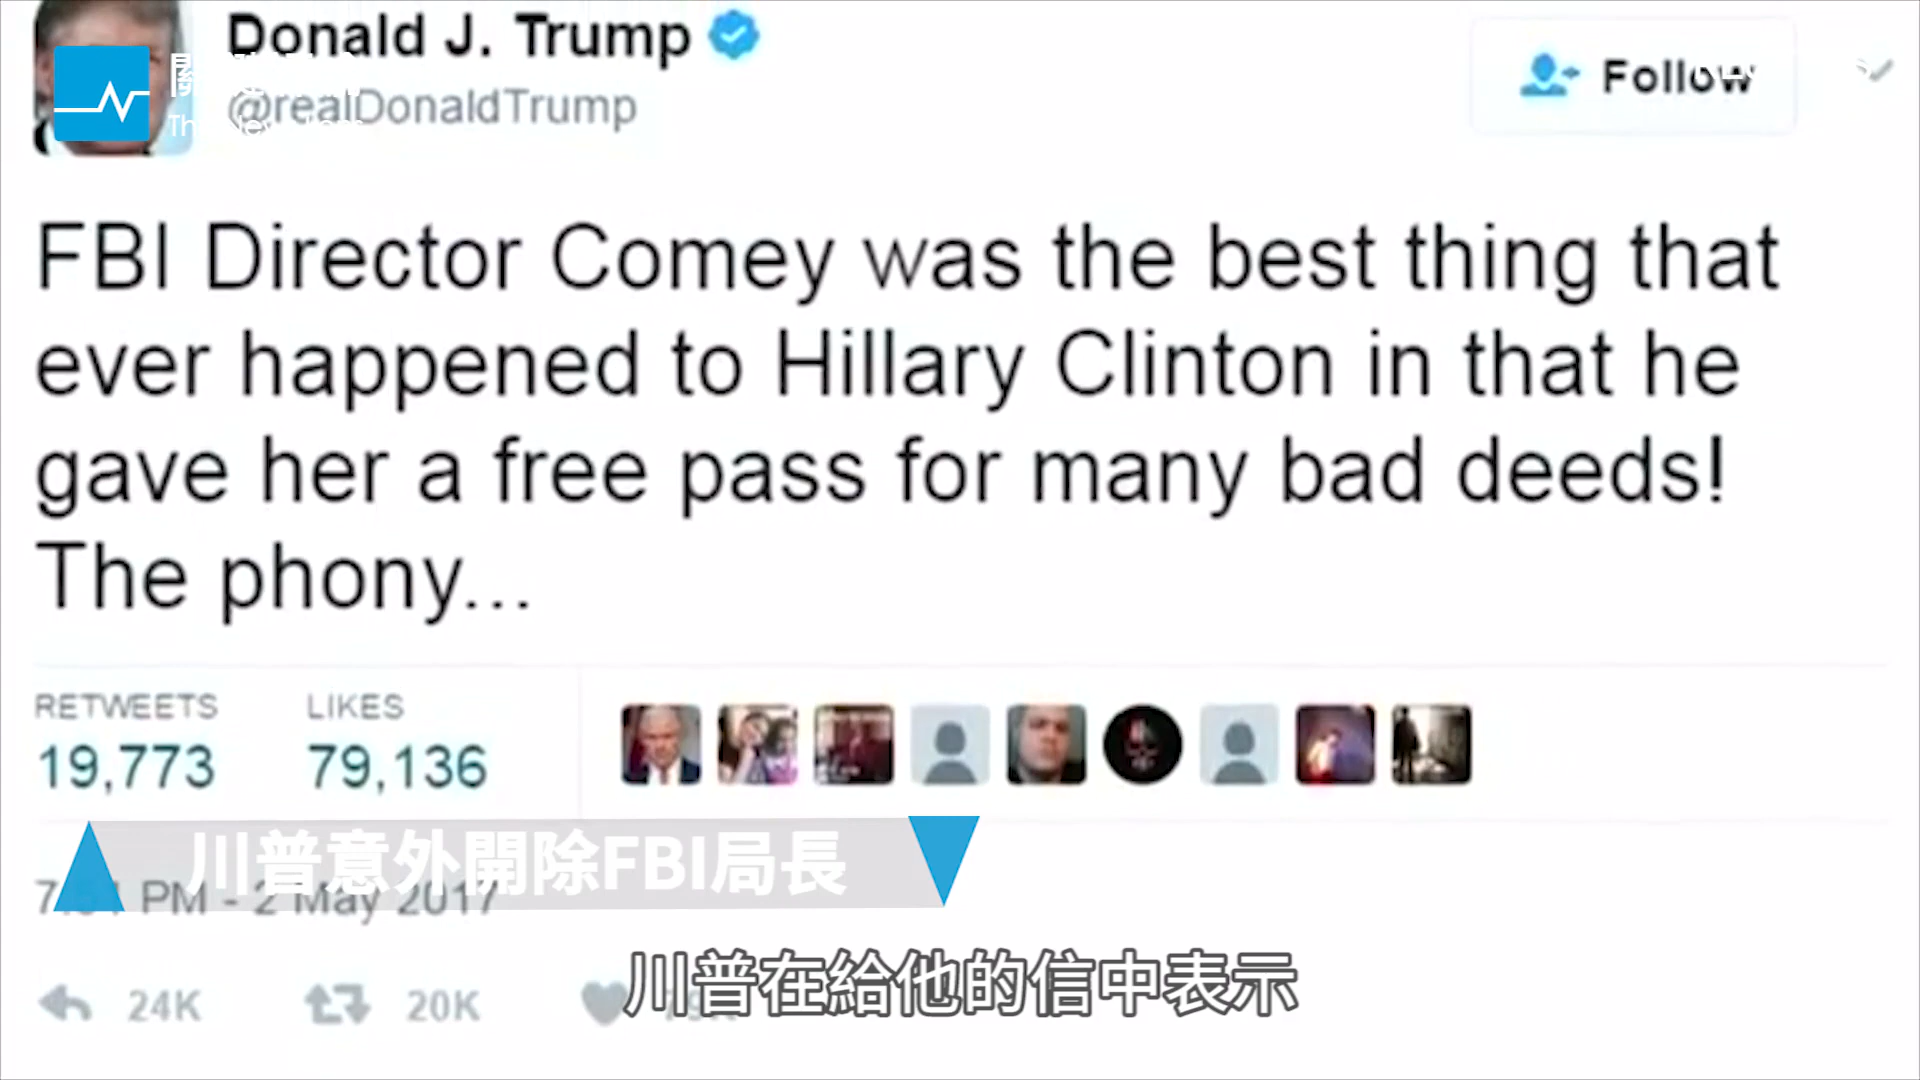 Donald J. Trump
@realDonaldTrump
Follow
FBI Director Comey was the best thing that
ever happened to Hillary Clinton in that he
gave her a free pass for many bad deeds!
The phony...
RETWEETS
LIKES
19,773
79,136
川普意外開除FBI局長
PM - 2 May 2017
川普在給他的信中表示
24K
20K